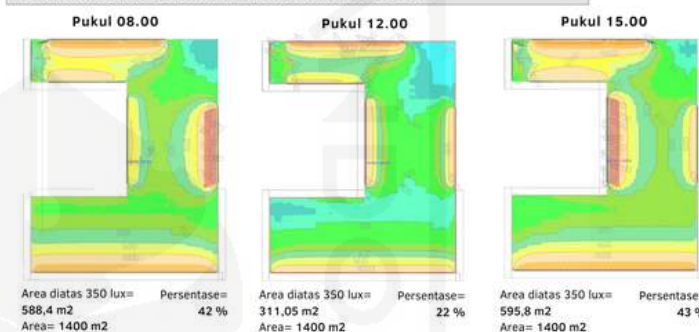 Pukul 08.00
Pukul 12.00
Pukul 15.00
Area diatas 350 lux=
588,4 m2
Area= 1400 m2
Persentase=
42 %
Area diatas 350 lux=
311,05 m2
Area= 1400 m2
Persentase=
22 %
Area diatas 350 lux=
595,8 m2
Area= 1400 m2
Persentase=
43